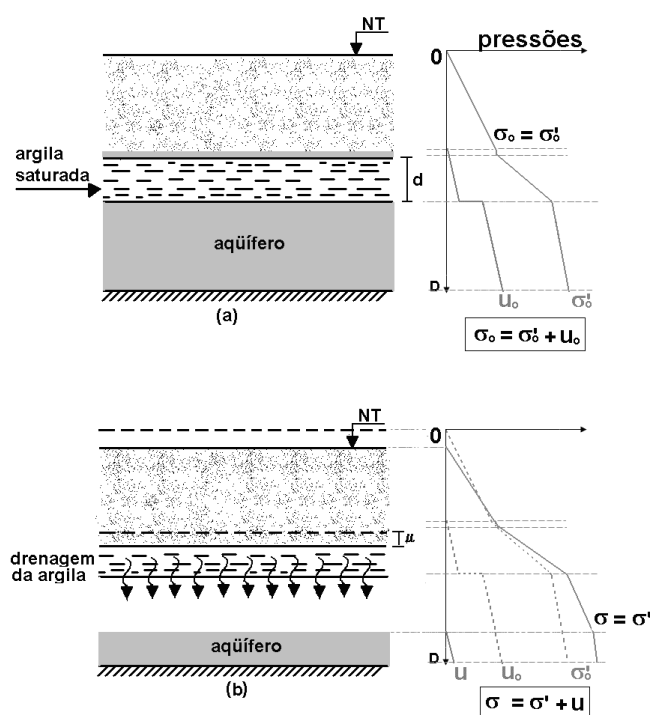 NT
pressões
0
σₒ = σ'ₒ
argila
saturada
d
aqüífero
D
uₒ
σ'ₒ
(a)
σₒ = σ'ₒ + uₒ
NT
0
μ
drenagem
da argila
σ = σ'
aqüífero
D
u
uₒ
σ'ₒ
(b)
σ = σ' + u